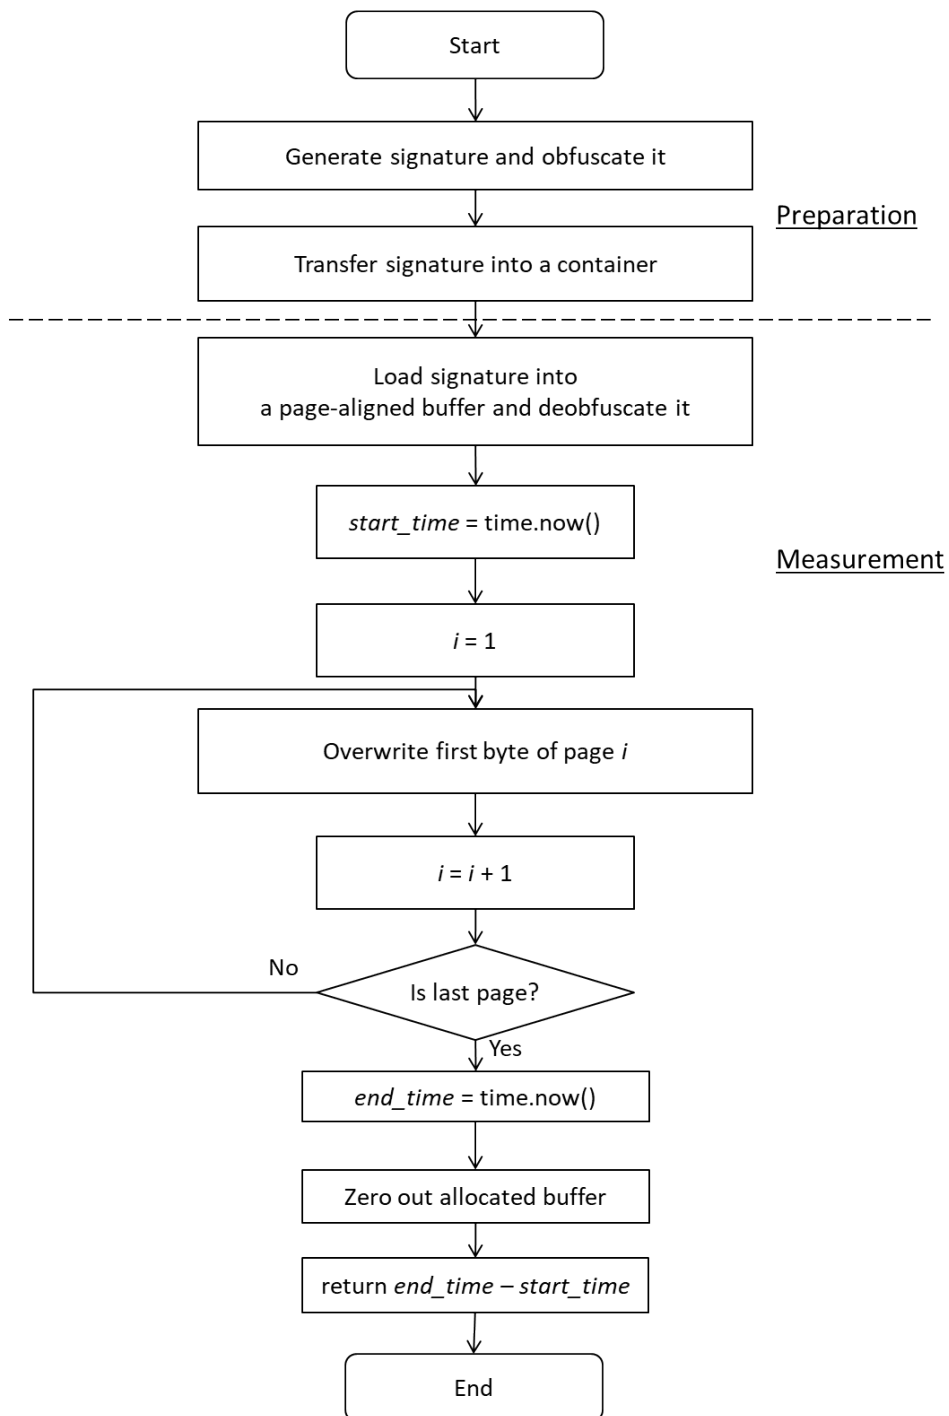 Start
Generate signature and obfuscate it
Preparation
Transfer signature into a container
Load signature into
a page-aligned buffer and deobfuscate it
start_time = time.now()
Measurement
i = 1
Overwrite first byte of page i
i = i + 1
No
Is last page?
Yes
end_time = time.now()
Zero out allocated buffer
return end_time – start_time
End